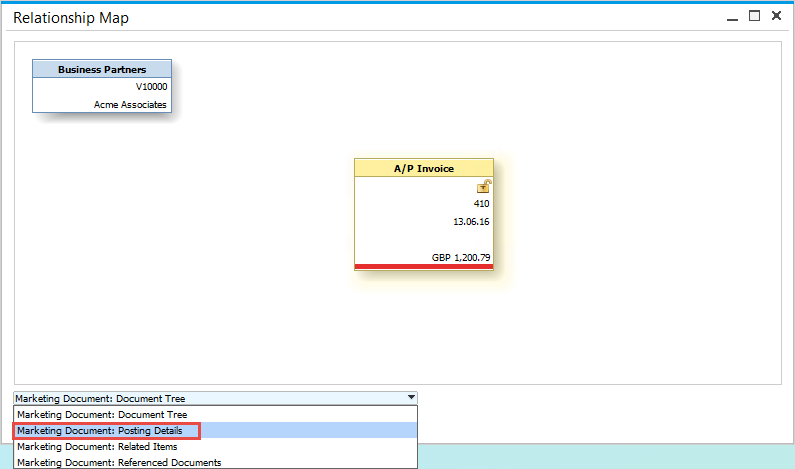 Relationship Map
Business Partners
V10000
Acme Associates
A/P Invoice
410
13.06.16
GBP 1,200.79
Marketing Document: Document Tree
Marketing Document: Document Tree
Marketing Document: Posting Details
Marketing Document: Related Items
Marketing Document: Referenced Documents